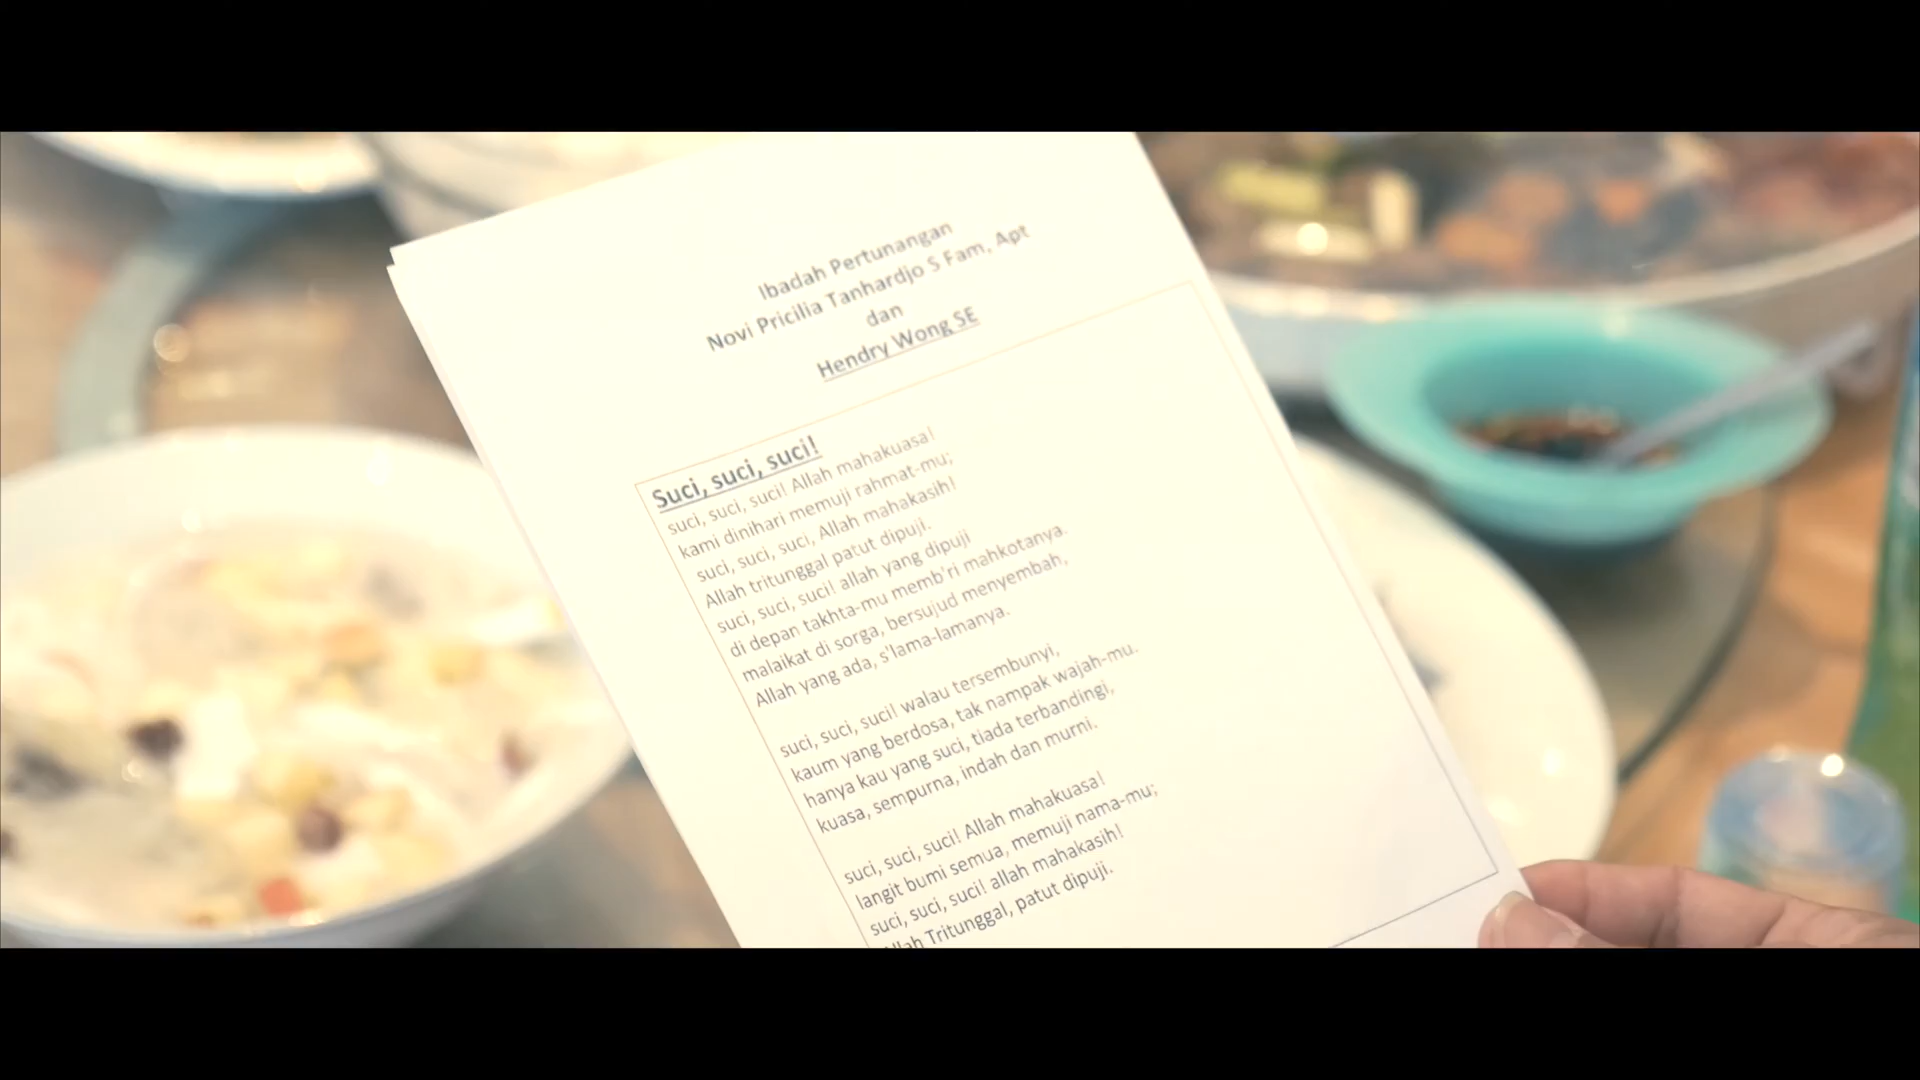 Ibadah Pertunangan
Novi Pricilia Tanhardjo S Fam, Apt
dan
Hendry Wong SE
Suci, suci, suci!
suci, suci, suci! Allah mahakuasa!
kami dinihari memuji rahmat-mu;
suci, suci, suci, Allah mahakasih!
Allah tritunggal patut dipuji.
suci, suci, suci! allah yang dipuji
di depan takhta-mu memb'ri mahkotanya.
malaikat di sorga, bersujud menyembah,
Allah yang ada, s'lama-lamanya.
suci, suci, suci! walau tersembunyi,
kaum yang berdosa, tak nampak wajah-mu.
hanya kau yang suci, tiada terbandingi,
kuasa, sempurna, indah dan murni.
suci, suci, suci! Allah mahakuasa!
langit bumi semua, memuji nama-mu;
suci, suci, suci! allah mahakasih!
Allah Tritunggal, patut dipuji.